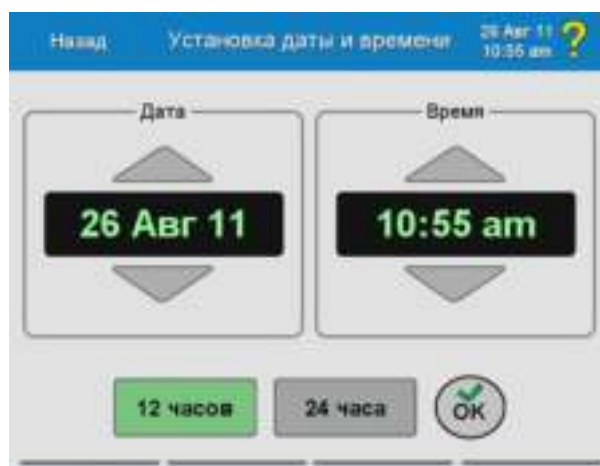 Назад
Установка даты и времени
26 Авг 11
10:55 am
?
Дата
Время
26 Авг 11
10:55 am
12 часов
24 часа
OK